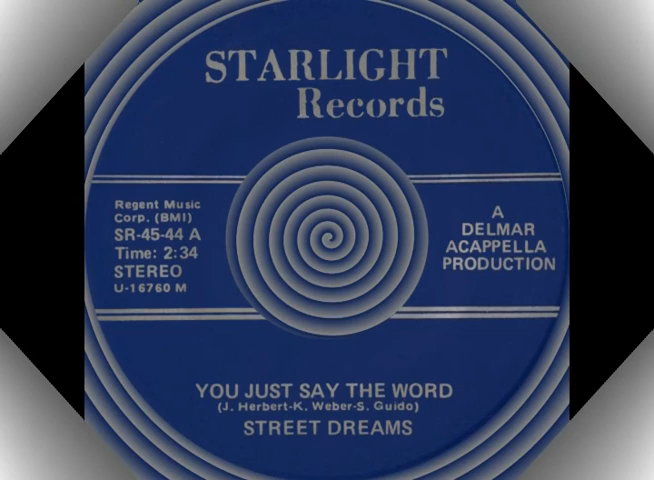 STARLIGHT
Records
Regent Music
Corp. (BMI)
SR-45-44 A
Time: 2:34
STEREO
U-16760 M
A
DELMAR
ACAPPELLA
PRODUCTION
YOU JUST SAY THE WORD
(J. Herbert-K. Weber-S. Guido)
STREET DREAMS